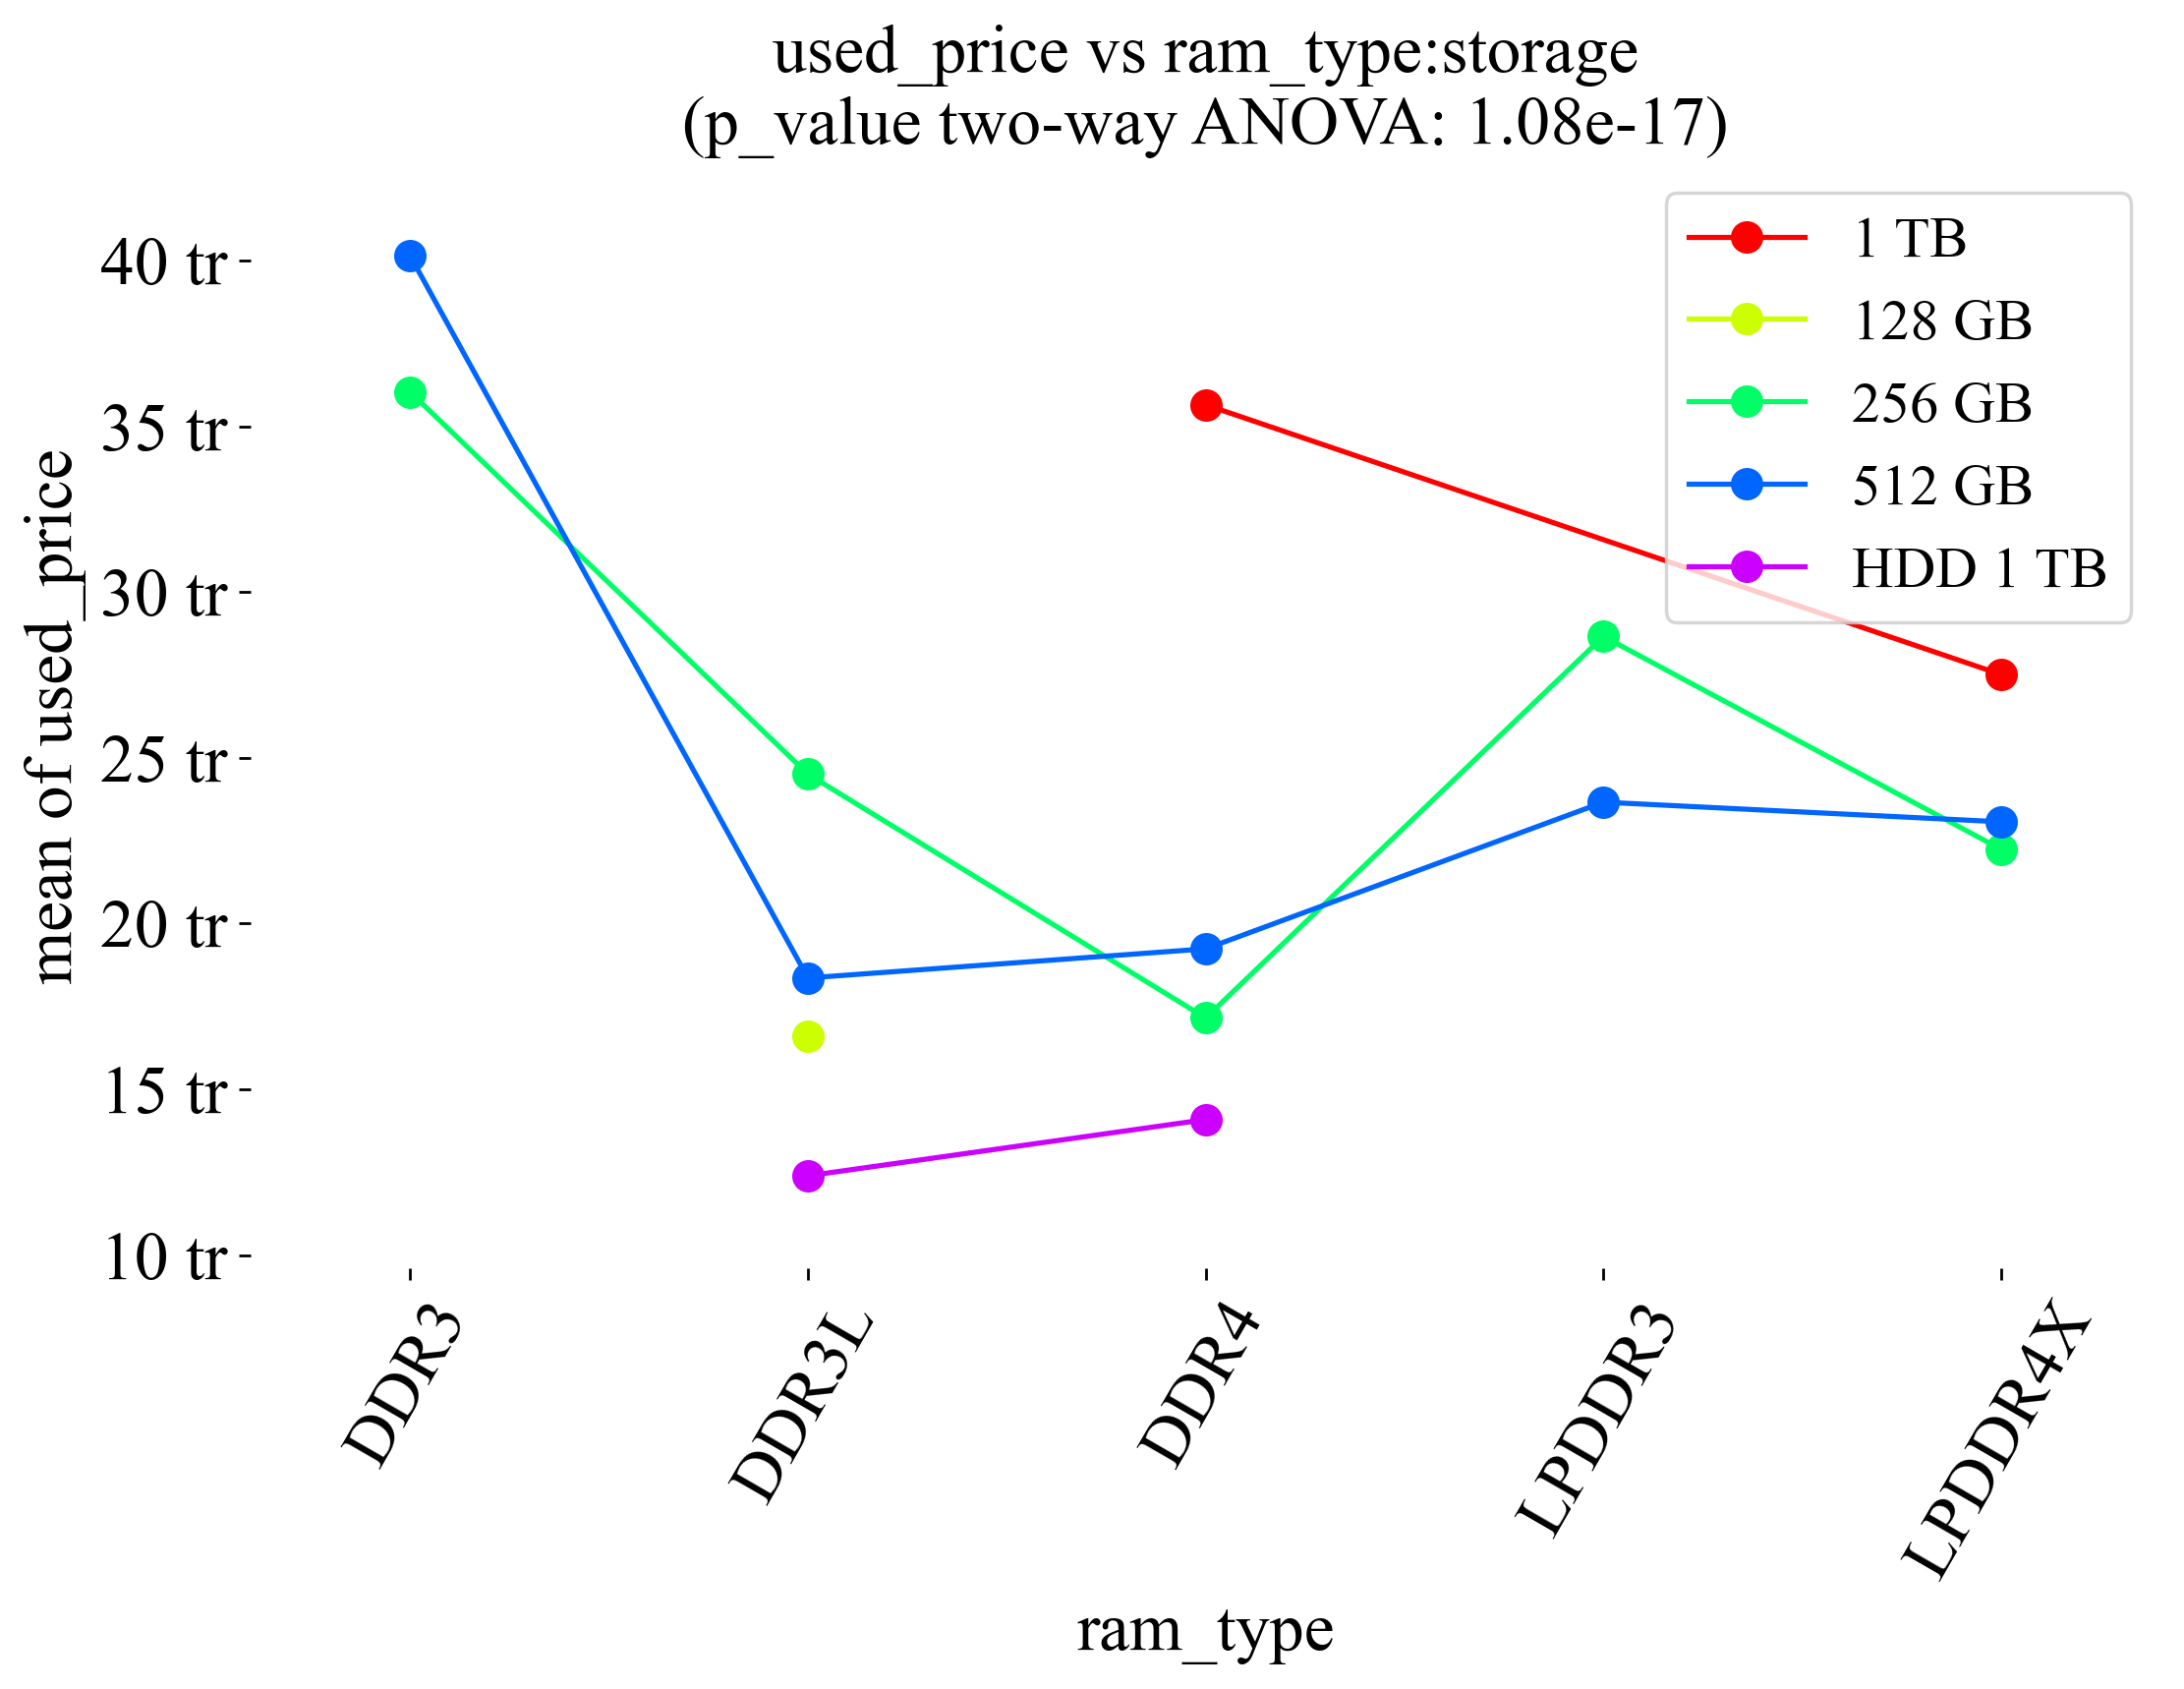 used_price vs ram_type:storage
(p_value two-way ANOVA: 1.08e-17)
1 TB
128 GB
256 GB
512 GB
HDD 1 TB
mean of used_price
40 tr
35 tr
30 tr
25 tr
20 tr
15 tr
10 tr
DDR3
DDR3L
DDR4
LPDDR3
LPDDR4X
ram_type